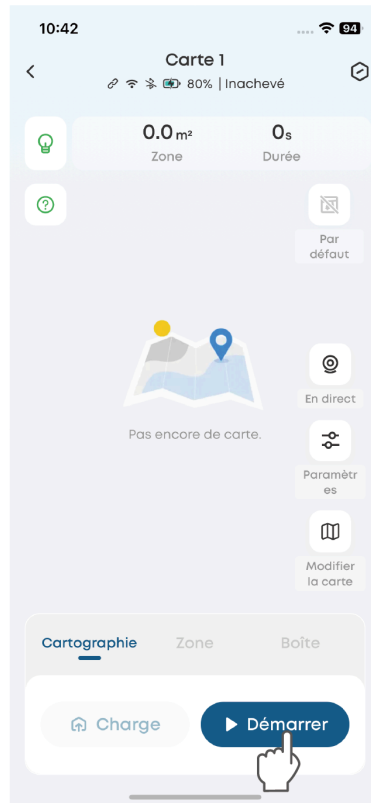 10:42
94
Carte 1
80% | Inachevé
0.0 m²
0s
Zone
Durée
Par
défaut
En direct
Pas encore de carte.
Paramètr
es
Modifier
la carte
Cartographie
Zone
Boîte
Charge
Démarrer